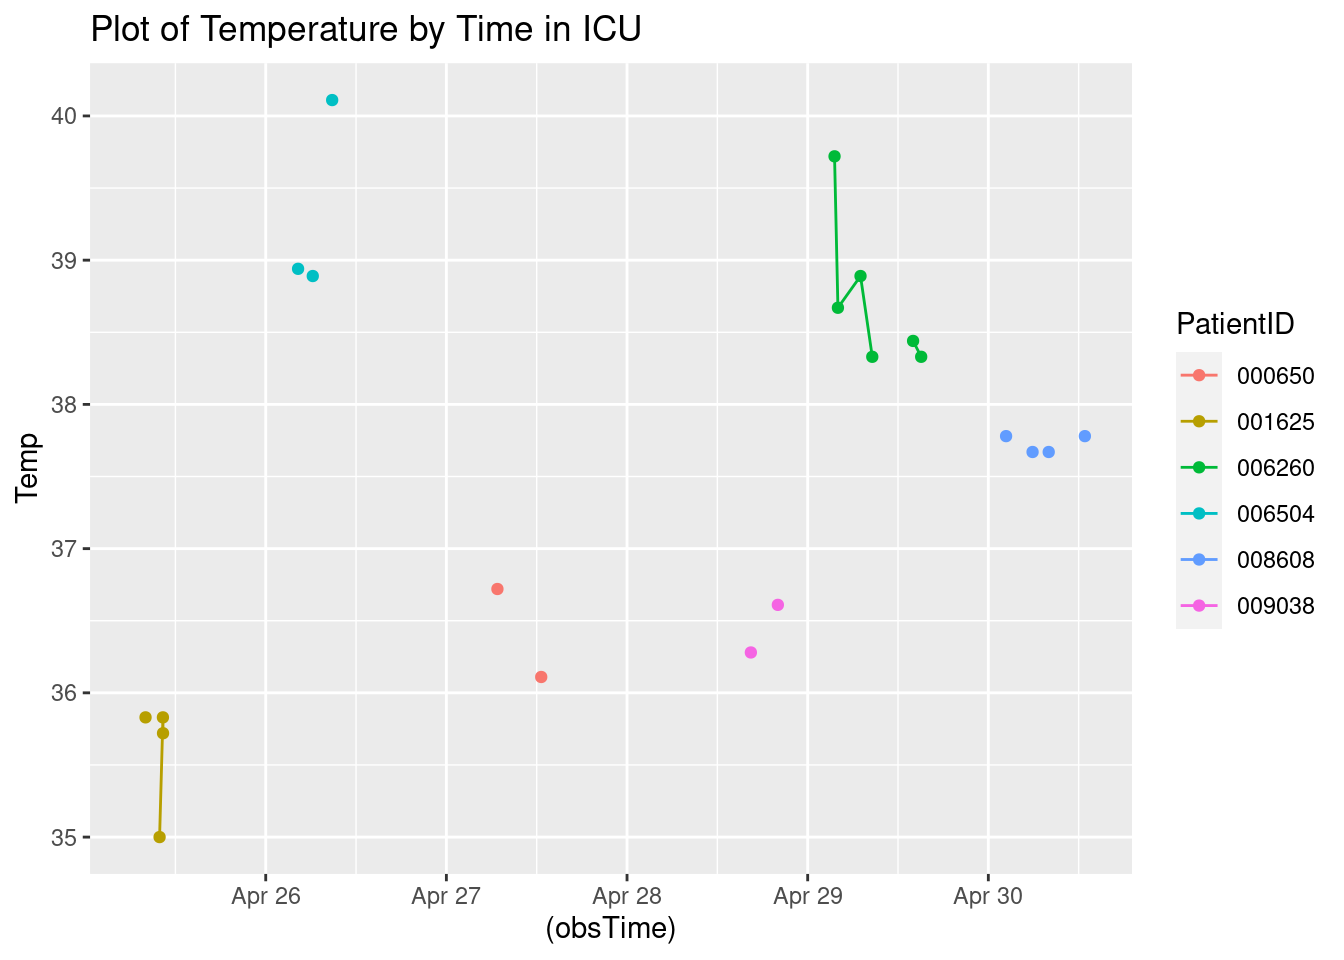 Plot of Temperature by Time in ICU
40
39
38
37
36
35
Temp
Apr 26 Apr 27 Apr 28 Apr 29 Apr 30
(obsTime)
PatientID
000650
001625
006260
006504
008608
009038